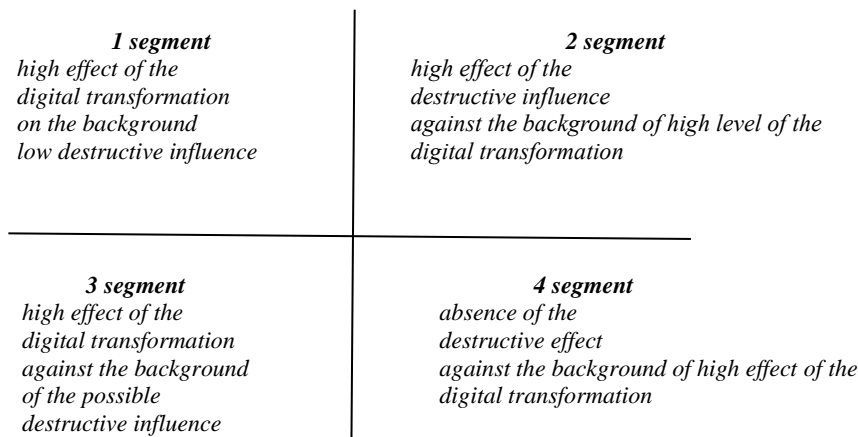 1 segment
high effect of the
digital transformation
on the background
low destructive influence
2 segment
high effect of the
destructive influence
against the background of high level of the
digital transformation
3 segment
high effect of the
digital transformation
against the background
of the possible
destructive influence
4 segment
absence of the
destructive effect
against the background of high effect of the
digital transformation